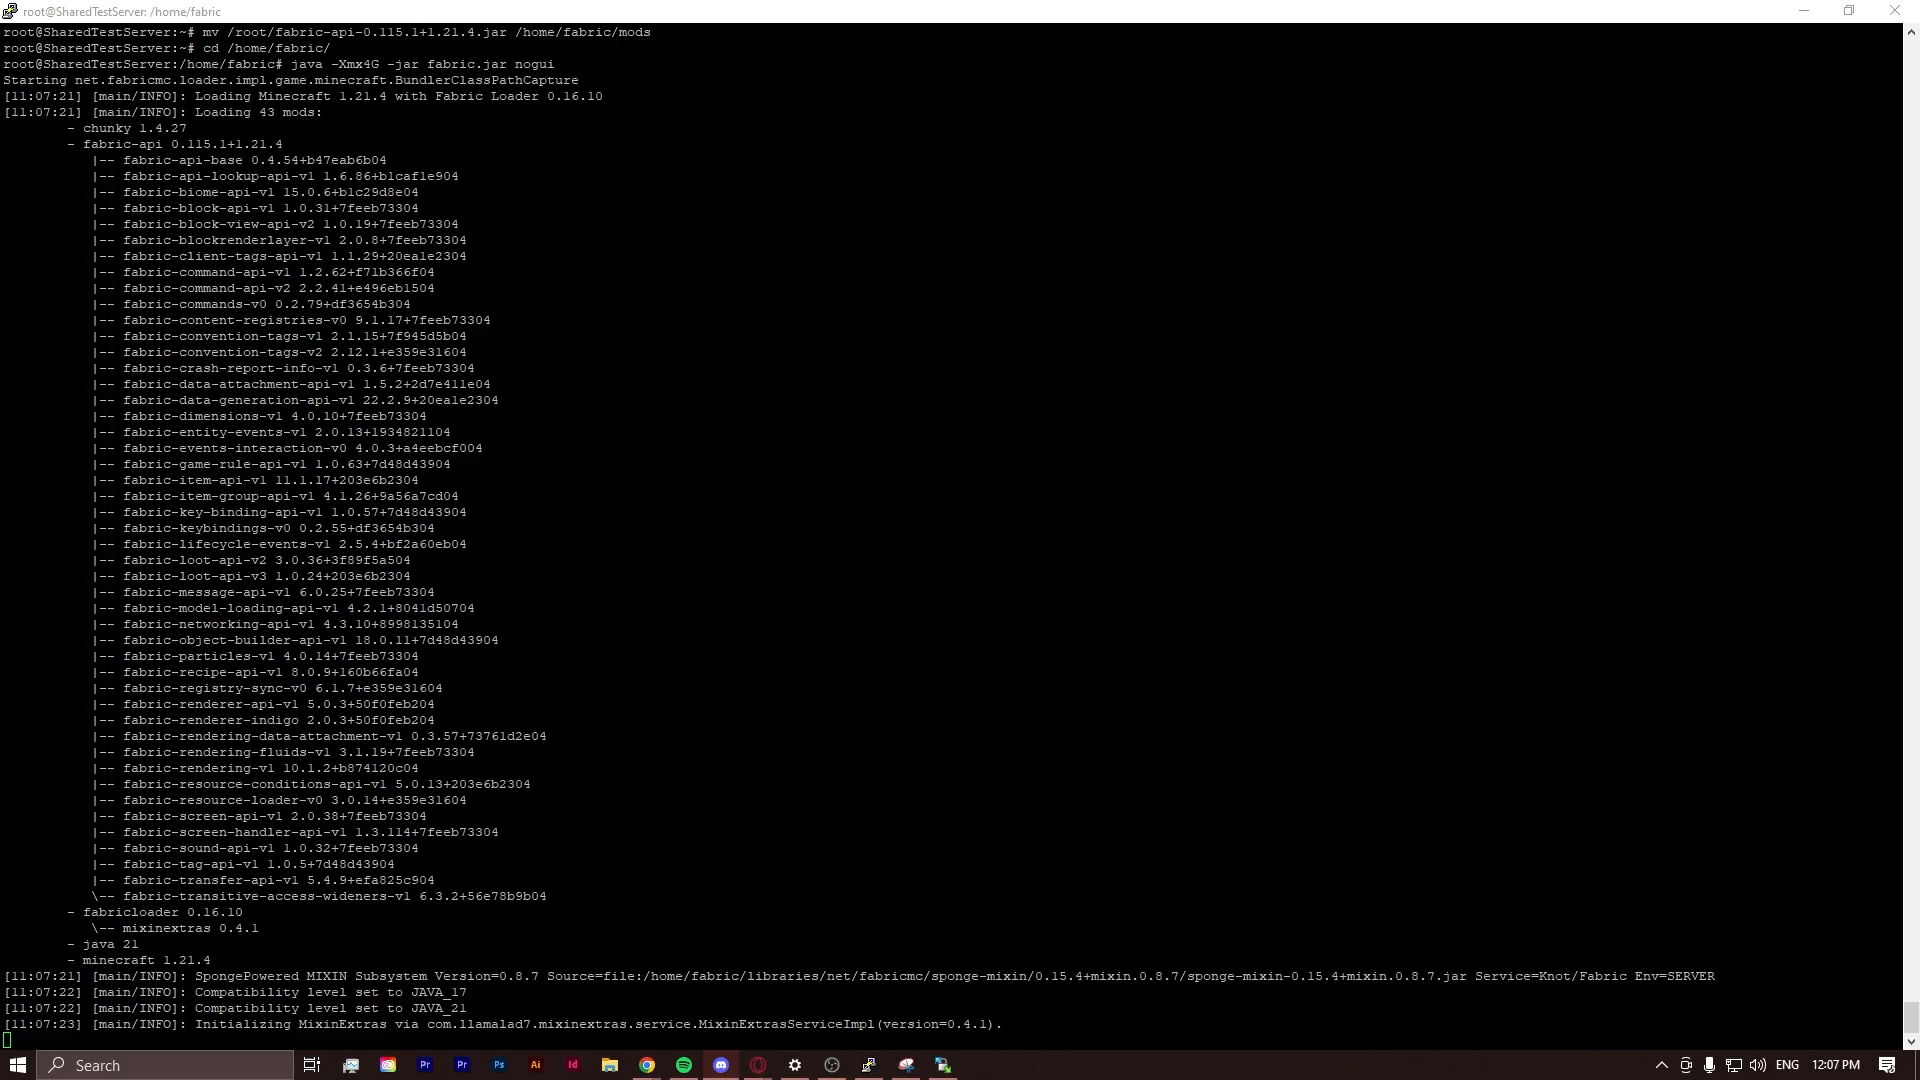 root@SharedTestServer: /home/fabric
root@SharedTestServer:~# mv /root/fabric-api-0.115.1+1.21.4.jar /home/fabric/mods
root@SharedTestServer:~# cd /home/fabric/
root@SharedTestServer:/home/fabric# java -Xmx4G -jar fabric.jar nogui
Starting net.fabricmc.loader.impl.game.minecraft.BundlerClassPathCapture
[11:07:21] [main/INFO]: Loading Minecraft 1.21.4 with Fabric Loader 0.16.10
[11:07:21] [main/INFO]: Loading 43 mods:
- chunky 1.4.27
- fabric-api 0.115.1+1.21.4
|-- fabric-api-base 0.4.54+b47eab6b04
|-- fabric-api-lookup-api-v1 1.6.86+b1caf1e904
|-- fabric-biome-api-v1 15.0.6+b1c29d8e04
|-- fabric-block-api-v1 1.0.31+7feeb73304
|-- fabric-block-view-api-v2 1.0.19+7feeb73304
|-- fabric-blockrenderlayer-v1 2.0.8+7feeb73304
|-- fabric-client-tags-api-v1 1.1.29+20ea1e2304
|-- fabric-command-api-v1 1.2.62+f71b366f04
|-- fabric-command-api-v2 2.2.41+e496eb1504
|-- fabric-commands-v0 0.2.79+df3654b304
|-- fabric-content-registries-v0 9.1.17+7feeb73304
|-- fabric-convention-tags-v1 2.1.15+7f945d5b04
|-- fabric-convention-tags-v2 2.12.1+e359e31604
|-- fabric-crash-report-info-v1 0.3.6+7feeb73304
|-- fabric-data-attachment-api-v1 1.5.2+2d7e411e04
|-- fabric-data-generation-api-v1 22.2.9+20ea1e2304
|-- fabric-dimensions-v1 4.0.10+7feeb73304
|-- fabric-entity-events-v1 2.0.13+1934821104
|-- fabric-events-interaction-v0 4.0.3+a4eebcf004
|-- fabric-game-rule-api-v1 1.0.63+7d48d43904
|-- fabric-item-api-v1 11.1.17+203e6b2304
|-- fabric-item-group-api-v1 4.1.26+9a56a7cd04
|-- fabric-key-binding-api-v1 1.0.57+7d48d43904
|-- fabric-keybindings-v0 0.2.55+df3654b304
|-- fabric-lifecycle-events-v1 2.5.4+bf2a60eb04
|-- fabric-loot-api-v2 3.0.36+3f89f5a504
|-- fabric-loot-api-v3 1.0.24+203e6b2304
|-- fabric-message-api-v1 6.0.25+7feeb73304
|-- fabric-model-loading-api-v1 4.2.1+8041d50704
|-- fabric-networking-api-v1 4.3.10+8998135104
|-- fabric-object-builder-api-v1 18.0.11+7d48d43904
|-- fabric-particles-v1 4.0.14+7feeb73304
|-- fabric-recipe-api-v1 8.0.9+160b66fa04
|-- fabric-registry-sync-v0 6.1.7+e359e31604
|-- fabric-renderer-api-v1 5.0.3+50f0feb204
|-- fabric-renderer-indigo 2.0.3+50f0feb204
|-- fabric-rendering-data-attachment-v1 0.3.57+73761d2e04
|-- fabric-rendering-fluids-v1 3.1.19+7feeb73304
|-- fabric-rendering-v1 10.1.2+b874120c04
|-- fabric-resource-conditions-api-v1 5.0.13+203e6b2304
|-- fabric-resource-loader-v0 3.0.14+e359e31604
|-- fabric-screen-api-v1 2.0.38+7feeb73304
|-- fabric-screen-handler-api-v1 1.3.114+7feeb73304
|-- fabric-sound-api-v1 1.0.32+7feeb73304
|-- fabric-tag-api-v1 1.0.5+7d48d43904
|-- fabric-transfer-api-v1 5.4.9+efa825c904
\-- fabric-transitive-access-wideners-v1 6.3.2+56e78b9b04
- fabricloader 0.16.10
\-- mixinextras 0.4.1
- java 21
- minecraft 1.21.4
[11:07:21] [main/INFO]: SpongePowered MIXIN Subsystem Version=0.8.7 Source=file:/home/fabric/libraries/net/fabricmc/sponge-mixin/0.15.4+mixin.0.8.7/sponge-mixin-0.15.4+mixin.0.8.7.jar Service=Knot/Fabric Env=SERVER
[11:07:22] [main/INFO]: Compatibility level set to JAVA_17
[11:07:22] [main/INFO]: Compatibility level set to JAVA_21
[11:07:23] [main/INFO]: Initializing MixinExtras via com.llamalad7.mixinextras.service.MixinExtrasServiceImpl(version=0.4.1).
Search
Pr
Pr
Ps
Ai
Id
ENG
12:07 PM